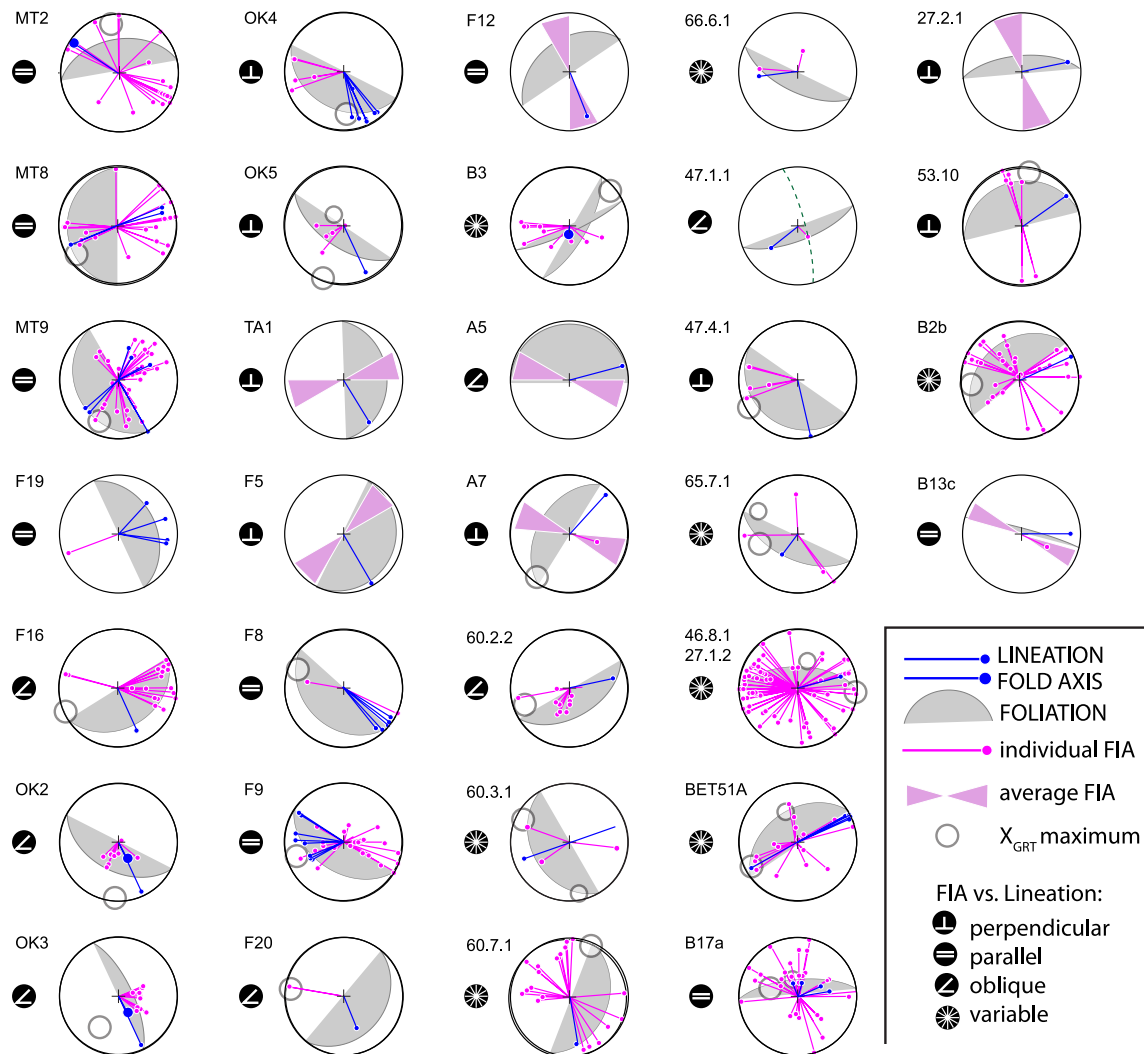 MT2
OK4
F12
66.6.1
27.2.1
MT8
OK5
B3
47.1.1
53.10
MT9
TA1
A5
47.4.1
B2b
F19
F5
A7
65.7.1
B13c
F16
F8
60.2.2
46.8.1
27.1.2
OK2
F9
60.3.1
BET51A
OK3
F20
60.7.1
B17a
LINEATION
FOLD AXIS
FOLIATION
individual FIA
average FIA
XGRT maximum
FIA vs. Lineation:
perpendicular
parallel
oblique
variable